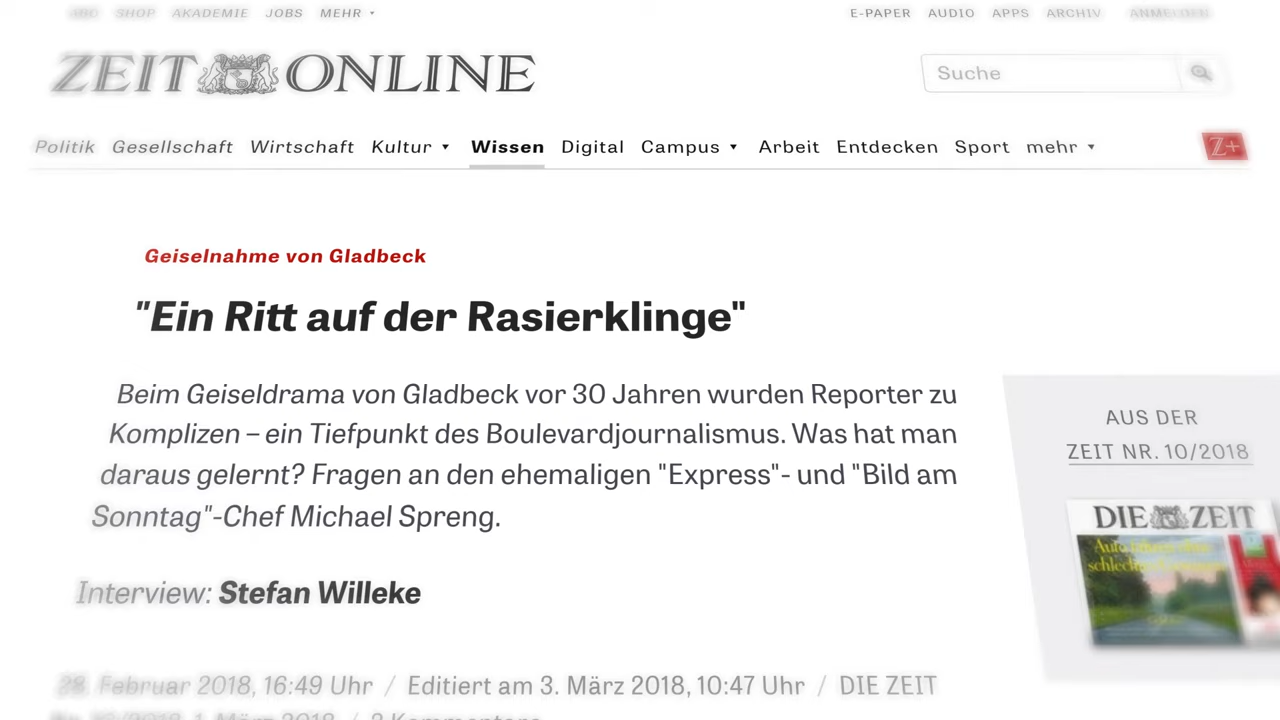 ABO SHOP AKADEMIE JOBS MEHR E-PAPER AUDIO APPS ARCHIV ANMELDEN
ZEIT ONLINE
Suche
Politik Gesellschaft Wirtschaft Kultur Wissen Digital Campus Arbeit Entdecken Sport mehr Z+
Geiselnahme von Gladbeck
"Ein Ritt auf der Rasierklinge"
Beim Geiseldrama von Gladbeck vor 30 Jahren wurden Reporter zu
Komplizen – ein Tiefpunkt des Boulevardjournalismus. Was hat man
daraus gelernt? Fragen an den ehemaligen "Express"- und "Bild am
Sonntag"-Chef Michael Spreng.
Interview: Stefan Willeke
AUS DER
ZEIT NR. 10/2018
DIE ZEIT
28. Februar 2018, 16:49 Uhr / Editiert am 3. März 2018, 10:47 Uhr / DIE ZEIT